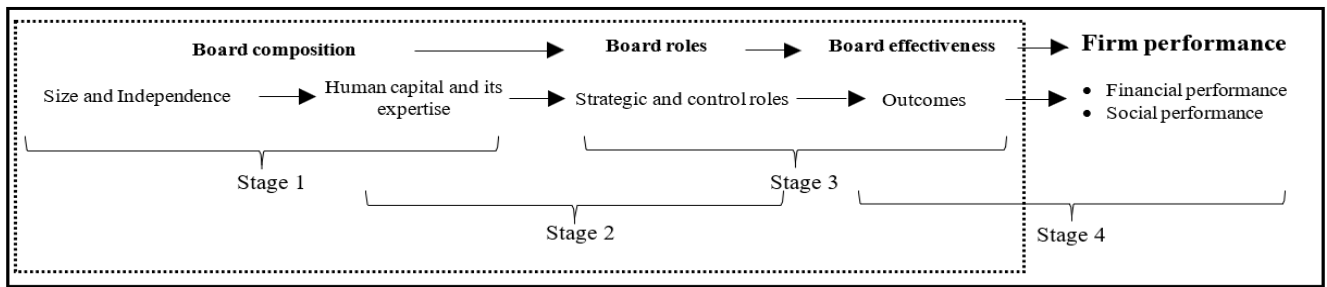 Board composition
Board roles
Board effectiveness
Firm performance
Size and Independence
Human capital and its
expertise
Strategic and control roles
Outcomes
• Financial performance
• Social performance
Stage 1
Stage 3
Stage 2
Stage 4